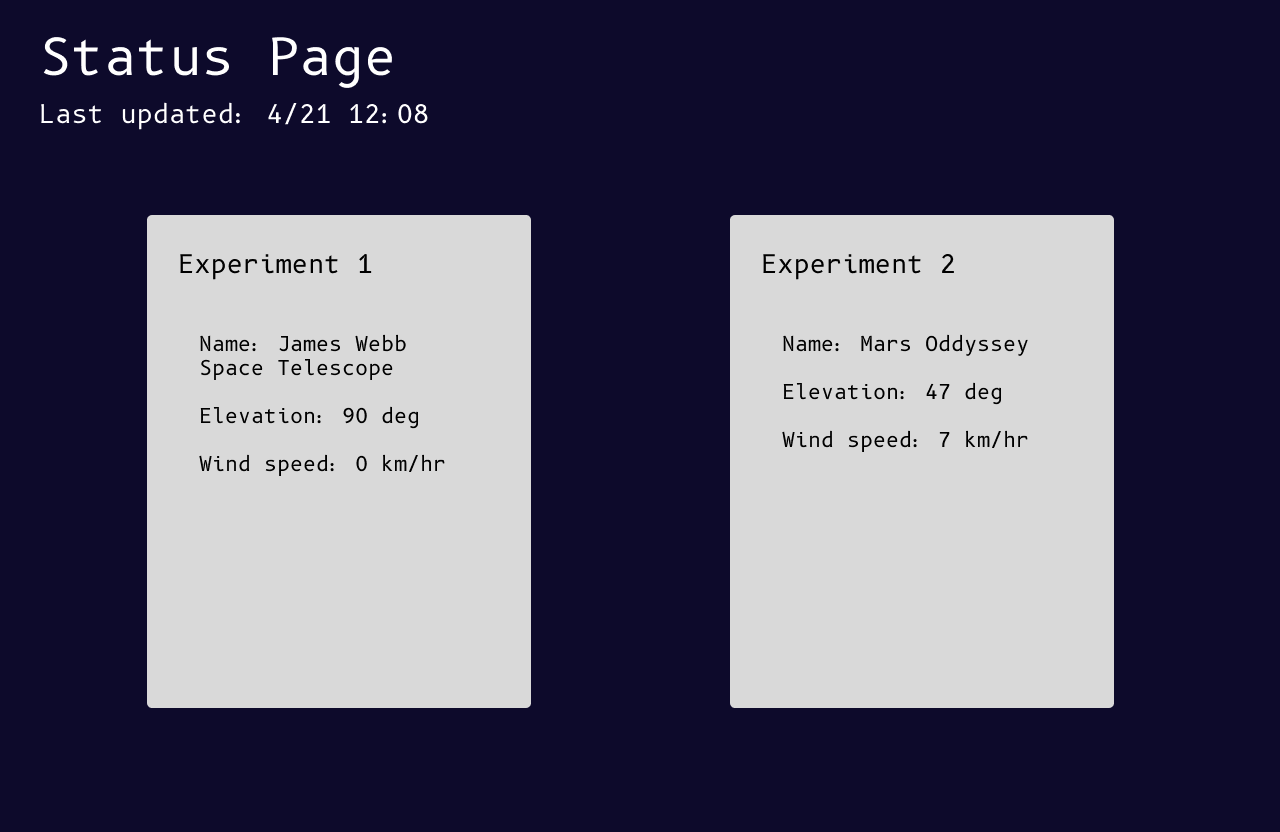 Status Page
Last updated: 4/21 12:08
Experiment 1
Name: James Webb
Space Telescope
Elevation: 90 deg
Wind speed: 0 km/hr
Experiment 2
Name: Mars Oddyssey
Elevation: 47 deg
Wind speed: 7 km/hr